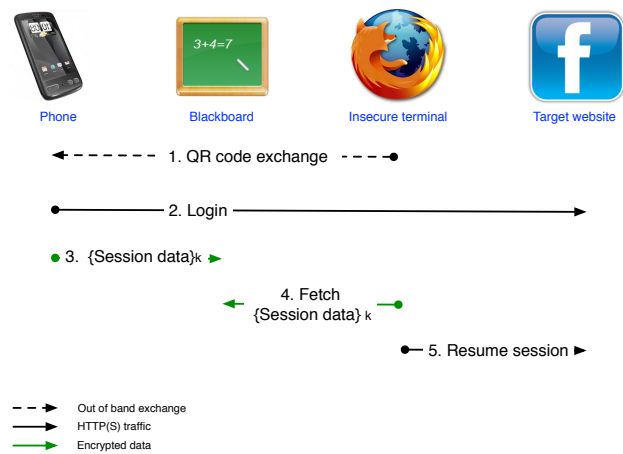 3+4=7
f
Phone
Blackboard
Insecure terminal
Target website
1. QR code exchange
2. Login
3. {Session data}k
4. Fetch
{Session data} k
5. Resume session
Out of band exchange
HTTP(S) traffic
Encrypted data